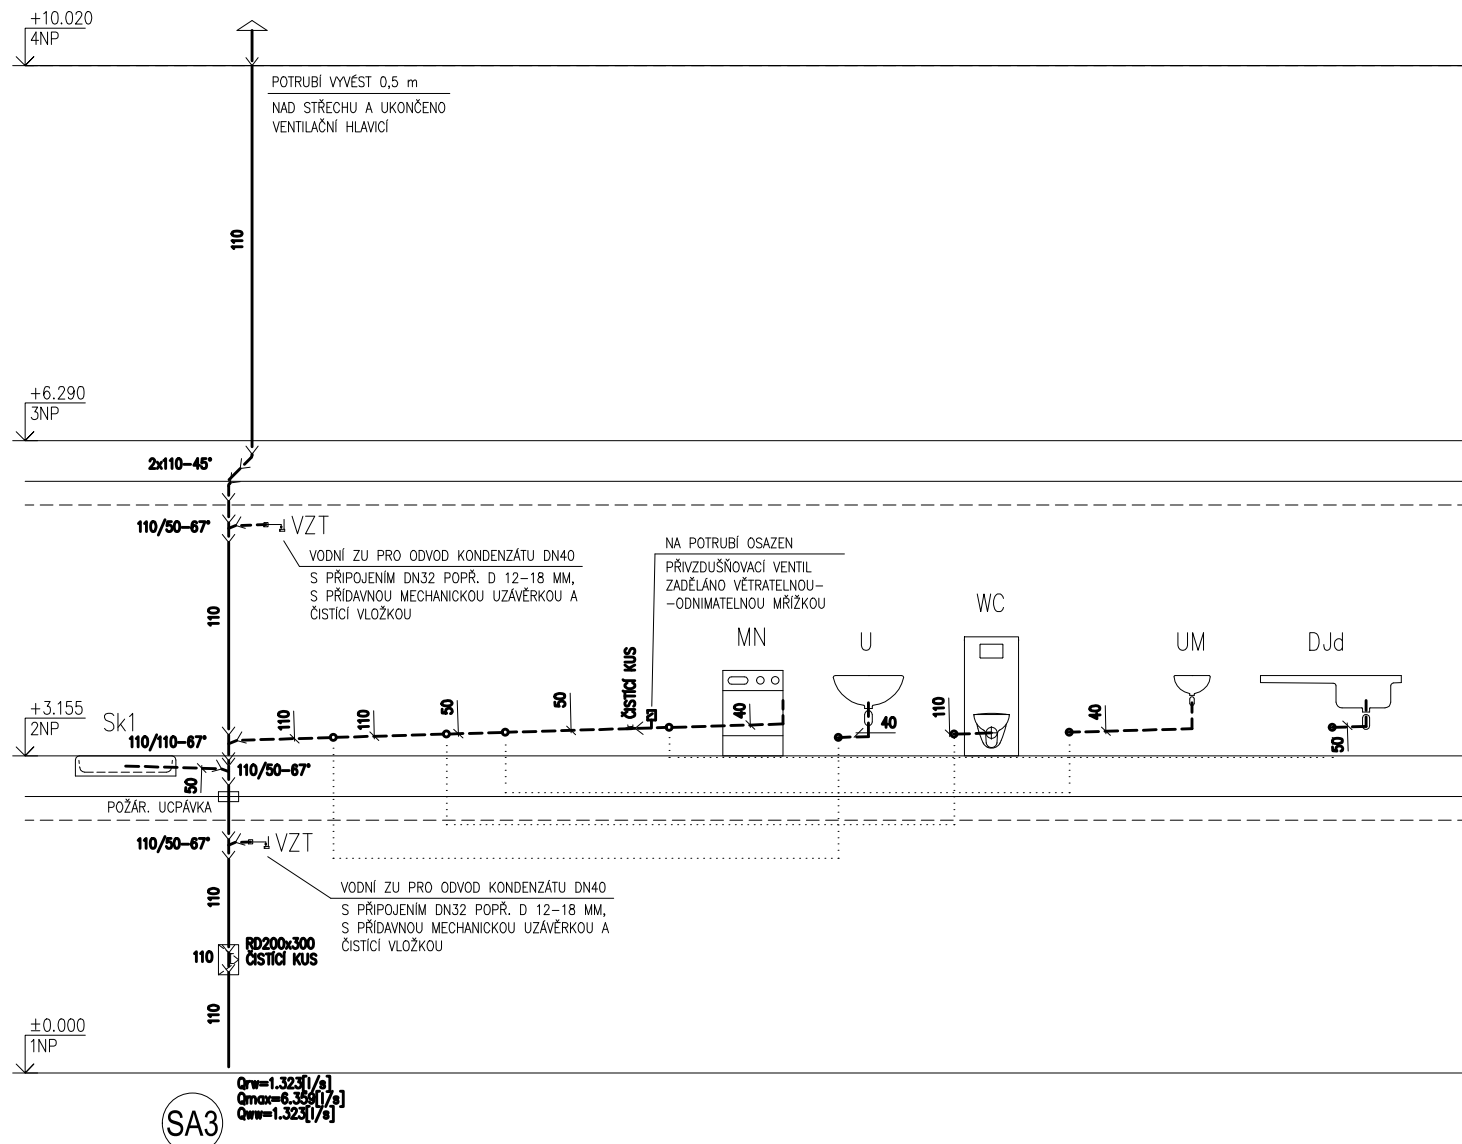 +10.020
4NP
POTRUBÍ VYVÉST 0,5 m
NAD STŘECHU A UKONČENO
VENTILAČNÍ HLAVICÍ
110
+6.290
3NP
2x110-45°
110/50-67°
VZT
VODNÍ ZU PRO ODVOD KONDENZÁTU DN40
S PŘIPOJENÍM DN32 POPŘ. D 12-18 MM,
S PŘÍDAVNOU MECHANICKOU UZÁVĚRKOU A
ČISTÍCÍ VLOŽKOU
NA POTRUBÍ OSAZEN
PŘIVZDUŠŇOVACÍ VENTIL
ZADĚLÁNO VĚTRATELNOU-
-ODNIMATELNOU MŘÍŽKOU
110
MN
U
WC
UM
DJd
+3.155
2NP
Sk1
110/110-67°
110
110
50
50
ČISTÍCÍ KUS
40
40
110
40
50
50
110/50-67°
POŽÁR. UCPÁVKA
110/50-67°
VZT
VODNÍ ZU PRO ODVOD KONDENZÁTU DN40
S PŘIPOJENÍM DN32 POPŘ. D 12-18 MM,
S PŘÍDAVNOU MECHANICKOU UZÁVĚRKOU A
ČISTÍCÍ VLOŽKOU
110
110
RD200x300
ČISTÍCÍ KUS
110
±0.000
1NP
Qrw=1.323[l/s]
Qmax=6.359[l/s]
Qww=1.323[l/s]
SA3